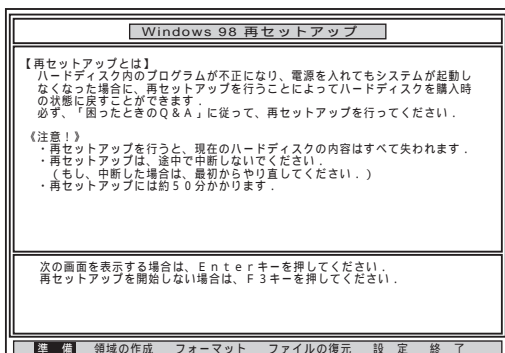 Windows 98 再セットアップ
【再セットアップとは】
ハードディスク内のプログラムが不正になり、電源を入れてもシステムが起動し
なくなった場合に、再セットアップを行うことによってハードディスクを購入時
の状態に戻すことができます．
必ず、「困ったときのＱ＆Ａ」に従って、再セットアップを行ってください．
《注意！》
・再セットアップを行うと、現在のハードディスクの内容はすべて失われます．
・再セットアップは、途中で中断しないでください．
（もし、中断した場合は、最初からやり直してください．）
・再セットアップには約５０分かかります．
次の画面を表示する場合は、Ｅｎｔｅｒキーを押してください．
再セットアップを開始しない場合は、Ｆ３キーを押してください．
準　備　領域の作成　フォーマット　ファイルの復元　設　定　終　了